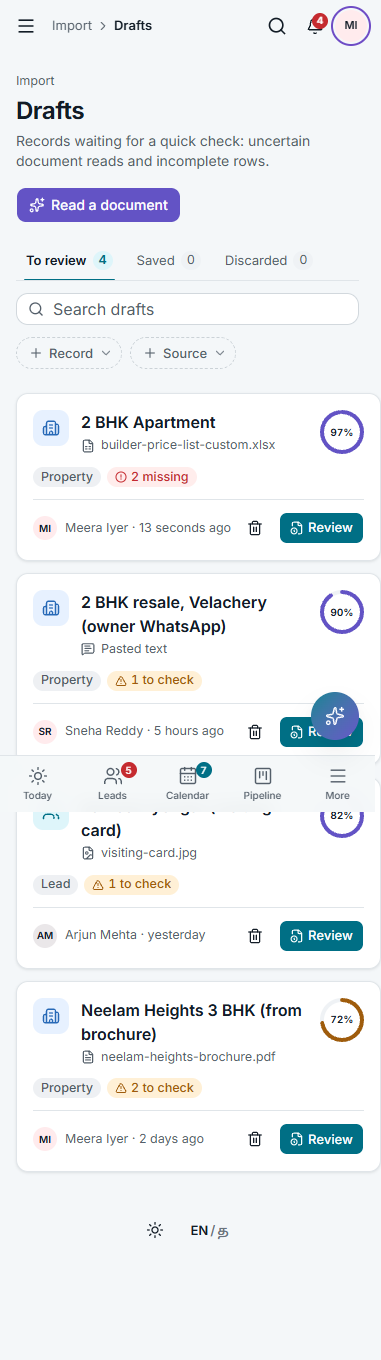 Import > Drafts
4
MI
Import
Drafts
Records waiting for a quick check: uncertain
document reads and incomplete rows.
Read a document
To review 4 Saved 0 Discarded 0
Search drafts
+ Record
+ Source
2 BHK Apartment
97%
builder-price-list-custom.xlsx
Property 2 missing
MI Meera Iyer · 13 seconds ago Review
2 BHK resale, Velachery
(owner WhatsApp)
90%
Pasted text
Property 1 to check
SR Sneha Reddy · 5 hours ago
5 7
Today Leads Calendar Pipeline More
card)
82%
visiting-card.jpg
Lead 1 to check
AM Arjun Mehta · yesterday Review
Neelam Heights 3 BHK (from
brochure)
72%
neelam-heights-brochure.pdf
Property 2 to check
MI Meera Iyer · 2 days ago Review
EN / த